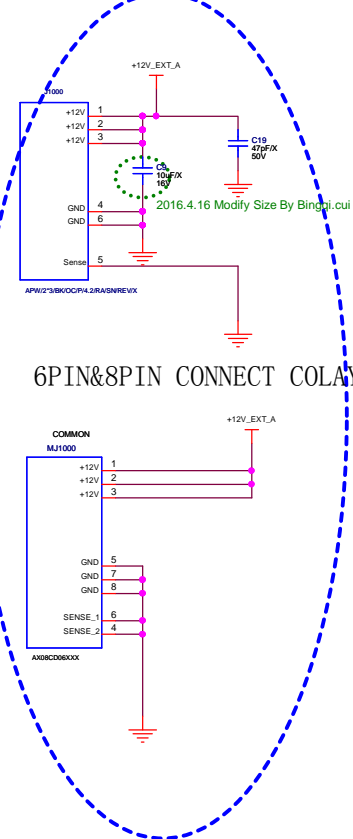 +12V_EXT_A
J1000
+12V 1
+12V 2
+12V 3
C19
47pF/X
50V
C9
10uF/X
16V
2016.4.16 Modify Size By Bingqi.cui
GND 4
GND 6
Sense 5
APW/2*3/BK/OC/P/4.2/RA/SN/REV/X
6PIN&8PIN CONNECT COLAY
+12V_EXT_A
COMMON
MJ1000
+12V 1
+12V 2
+12V 3
GND 5
GND 7
GND 8
SENSE_1 6
SENSE_2 4
AX08CD06XXX